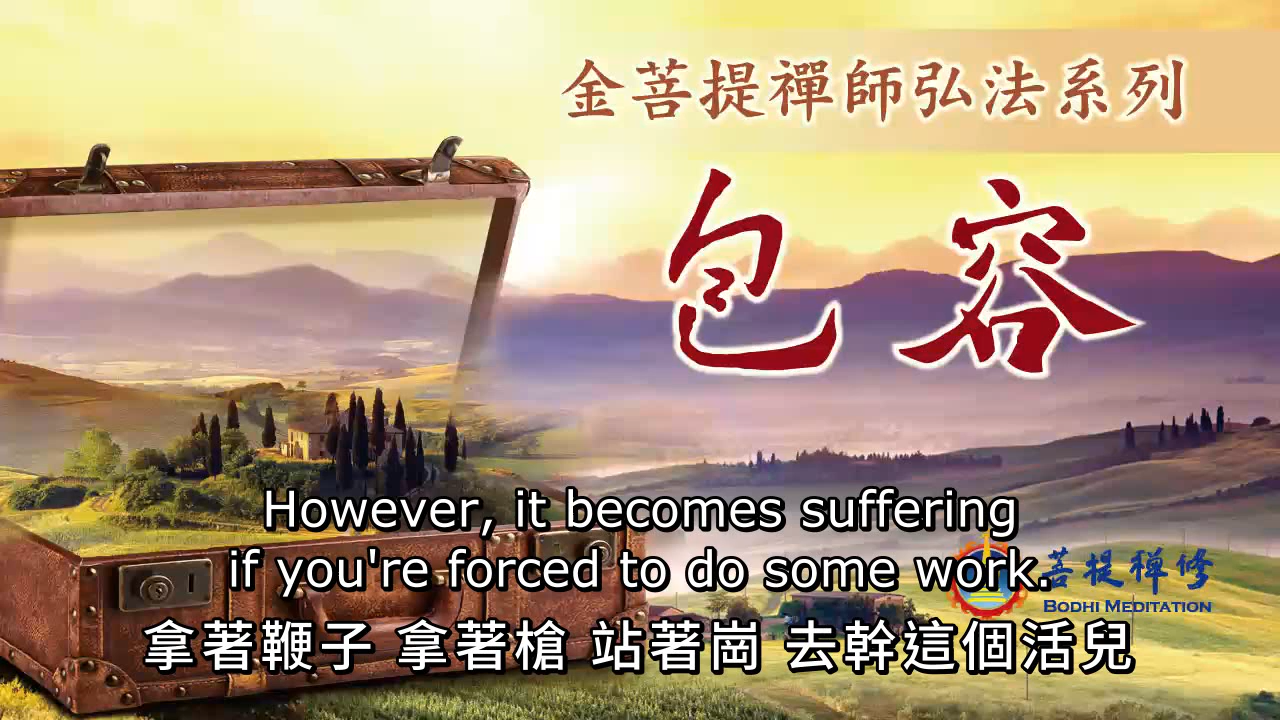 金菩提禪師弘法系列
包容
However, it becomes suffering
if you're forced to do some work.
菩提禪修
BODHI MEDITATION
拿著鞭子 拿著槍 站著崗 去幹這個活兒